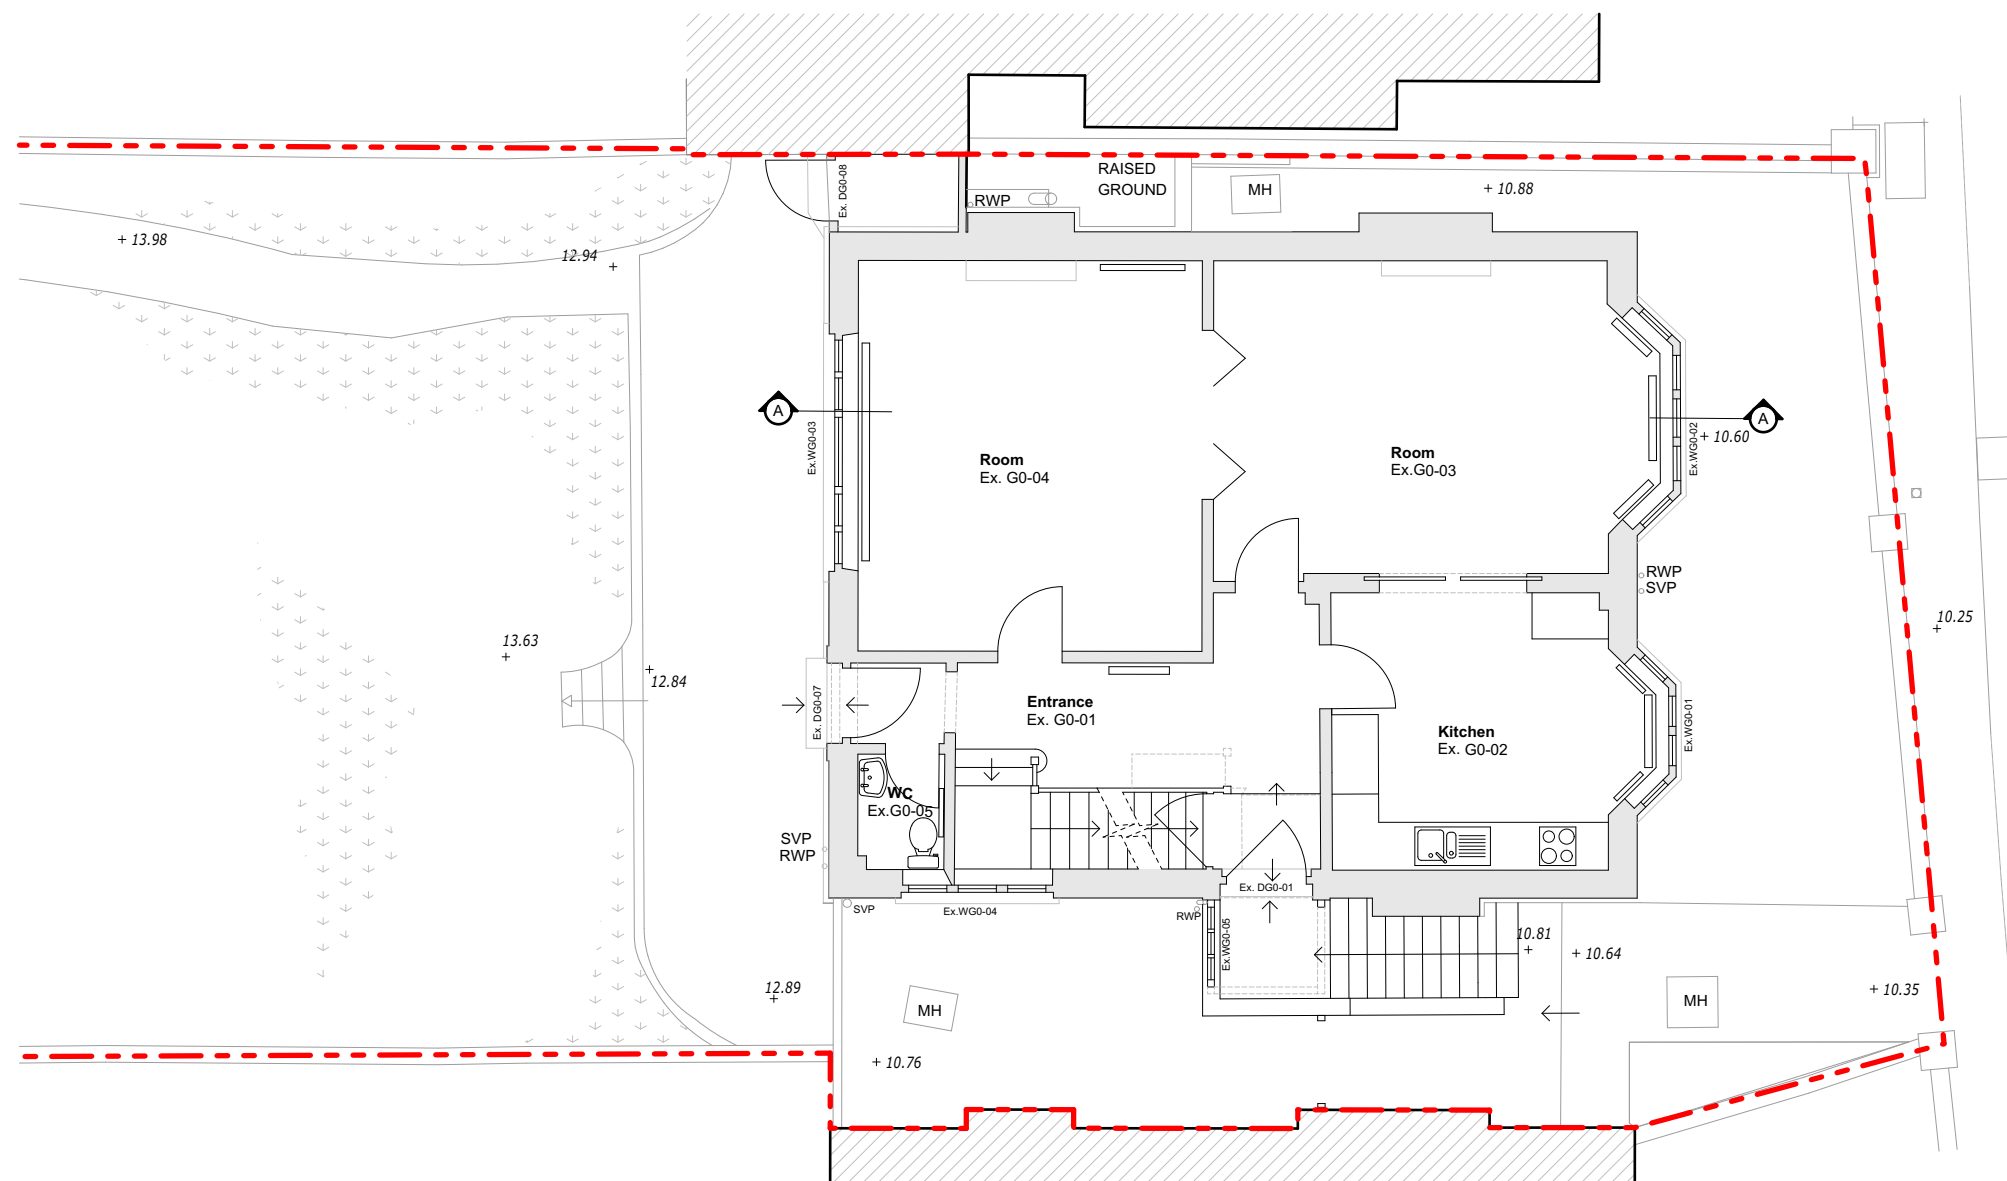 RAISED
GROUND
MH
+ 10.88
Ex. DG0-08
RWP
+ 13.98
12.94
A
A
+ 10.60
Ex.WG0-03
Ex.WG0-02
Room
Ex. G0-04
Room
Ex.G0-03
RWP
SVP
10.25
13.63
12.84
Ex. DG0-07
Entrance
Ex. G0-01
Kitchen
Ex. G0-02
Ex.WG0-01
WC
Ex.G0-05
SVP
RWP
SVP
Ex.WG0-04
RWP
Ex. DG0-01
Ex.WG0-05
10.81
+ 10.64
12.89
MH
MH
+ 10.35
+ 10.76